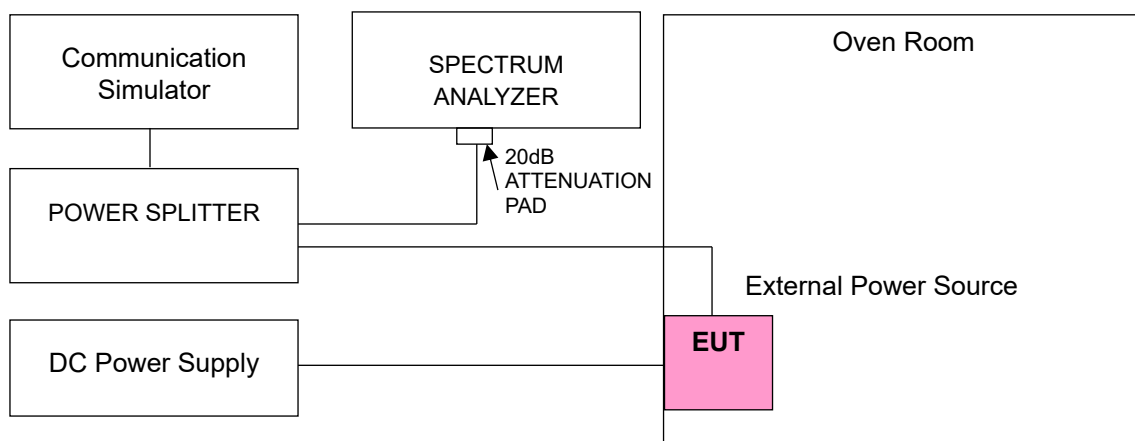 Communication
Simulator
SPECTRUM
ANALYZER
Oven Room
20dB
ATTENUATION
PAD
POWER SPLITTER
External Power Source
EUT
DC Power Supply